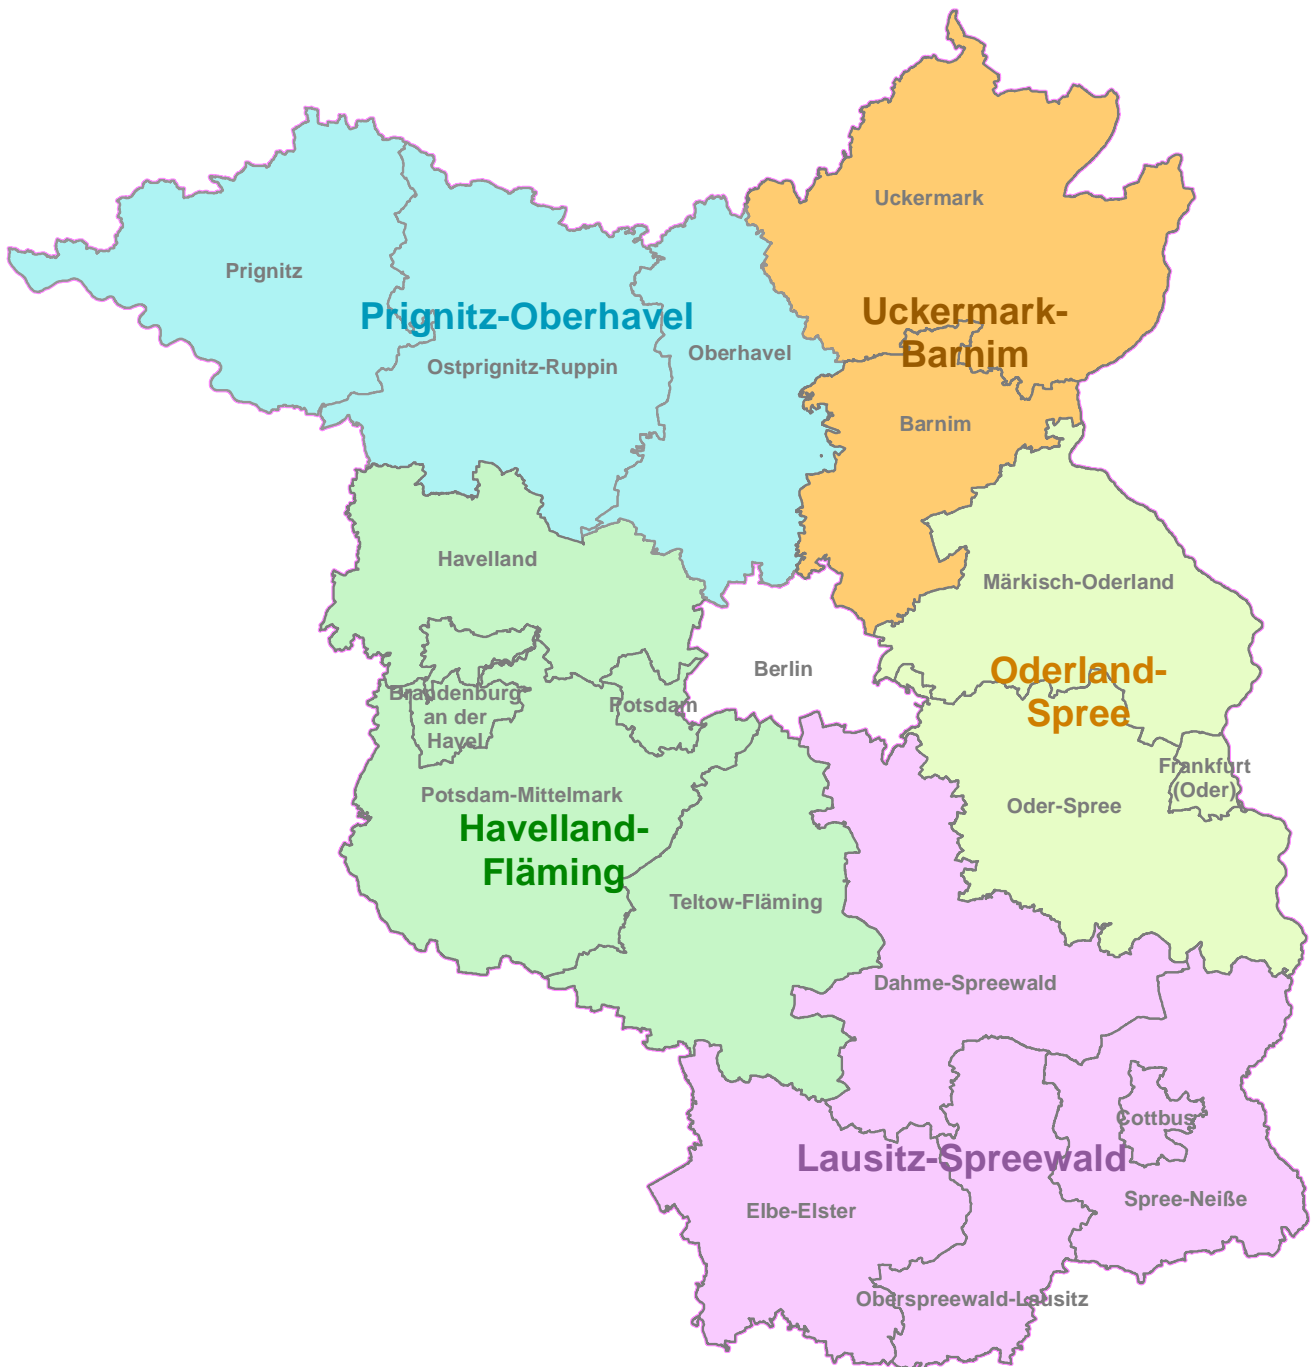 Uckermark
Prignitz
Prignitz-Oberhavel
Uckermark-
Barnim
Oberhavel
Ostprignitz-Ruppin
Barnim
Havelland
Märkisch-Oderland
Berlin
Oderland-
Spree
Brandenburg
an der
Havel
Potsdam
Frankfurt
(Oder)
Potsdam-Mittelmark
Oder-Spree
Havelland-
Fläming
Teltow-Fläming
Dahme-Spreewald
Cottbus
Lausitz-Spreewald
Spree-Neiße
Elbe-Elster
Oberspreewald-Lausitz